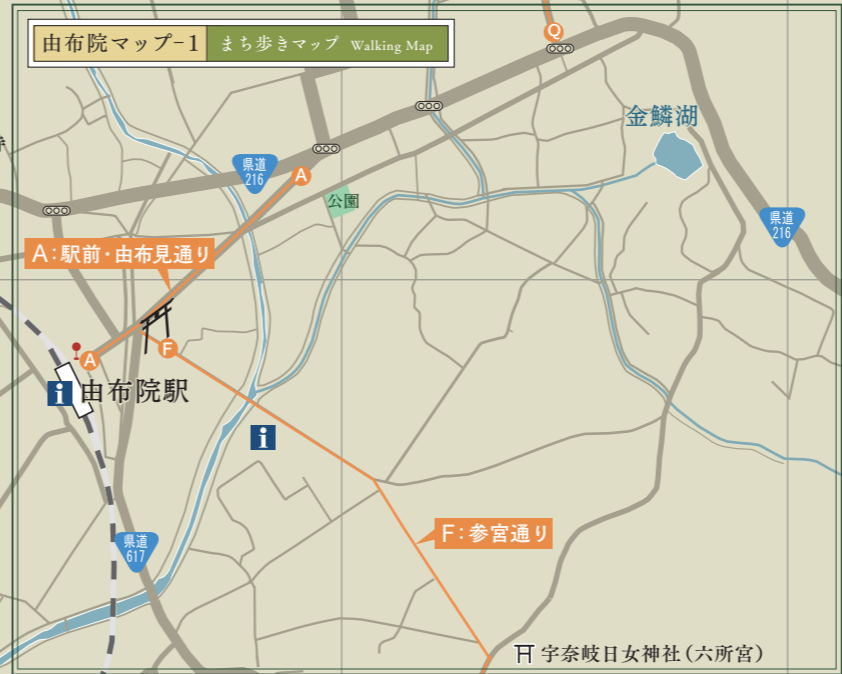 由布院マップ-1 まち歩きマップ Walking Map
Q
金鱗湖
県道
216
A
公園
県道
216
A:駅前・由布見通り
F
A
i 由布院駅
i
F:参宮通り
県道
617
宇奈岐日女神社(六所宮)